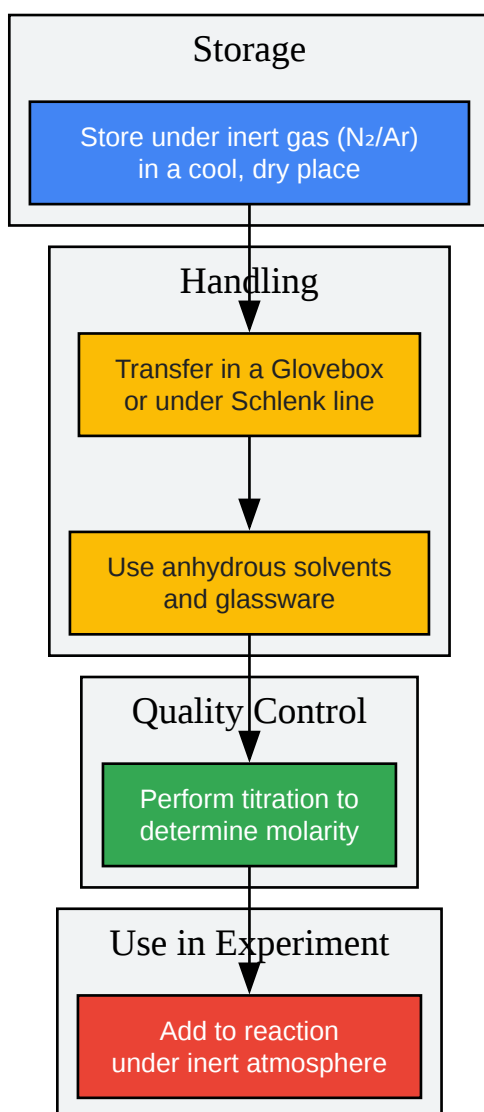 Storage
Store under inert gas (N₂/Ar)
in a cool, dry place
Handling
Transfer in a Glovebox
or under Schlenk line
Use anhydrous solvents
and glassware
Quality Control
Perform titration to
determine molarity
Use in Experiment
Add to reaction
under inert atmosphere